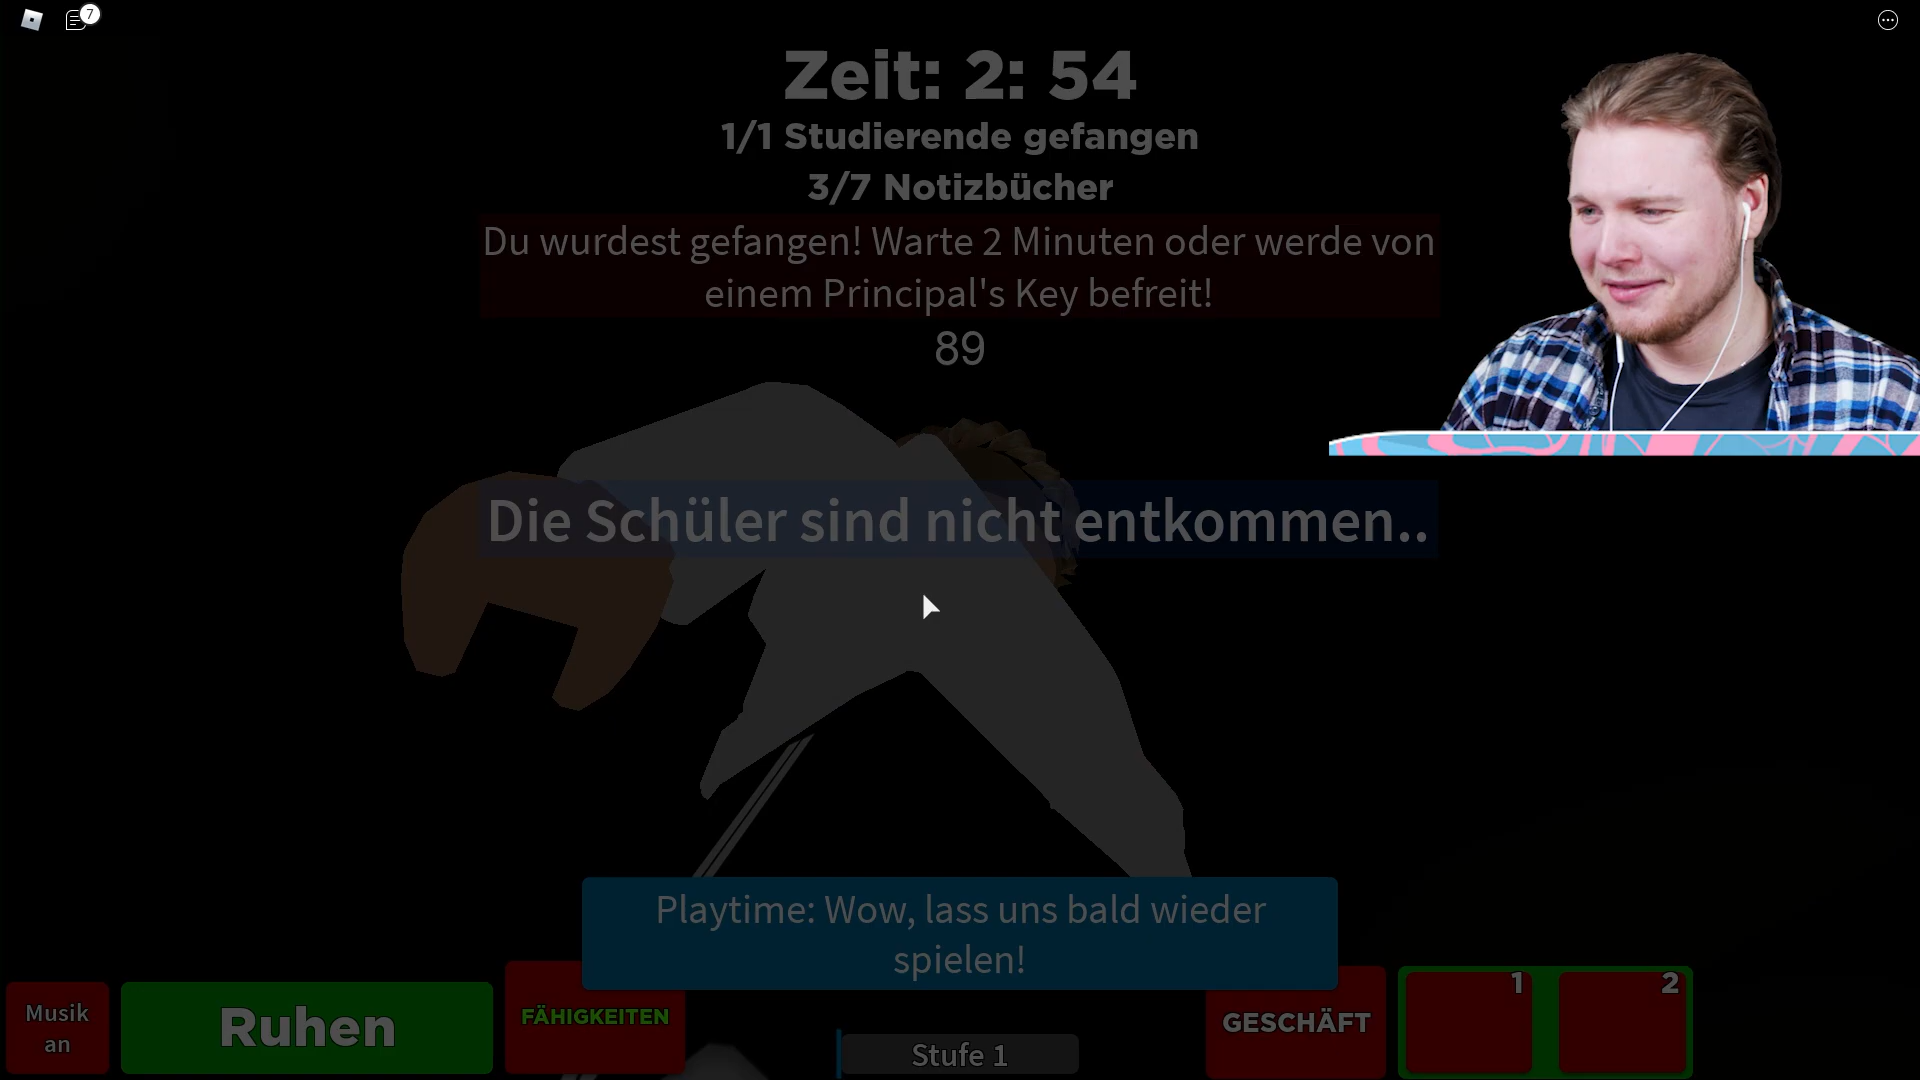 7
Zeit: 2: 54
1/1 Studierende gefangen
3/7 Notizbücher
Du wurdest gefangen! Warte 2 Minuten oder werde von
einem Principal's Key befreit!
89
Die Schüler sind nicht entkommen..
Playtime: Wow, lass uns bald wieder
spielen!
Musik
an
Ruhen
FÄHIGKEITEN
Stufe 1
GESCHÄFT
1
2